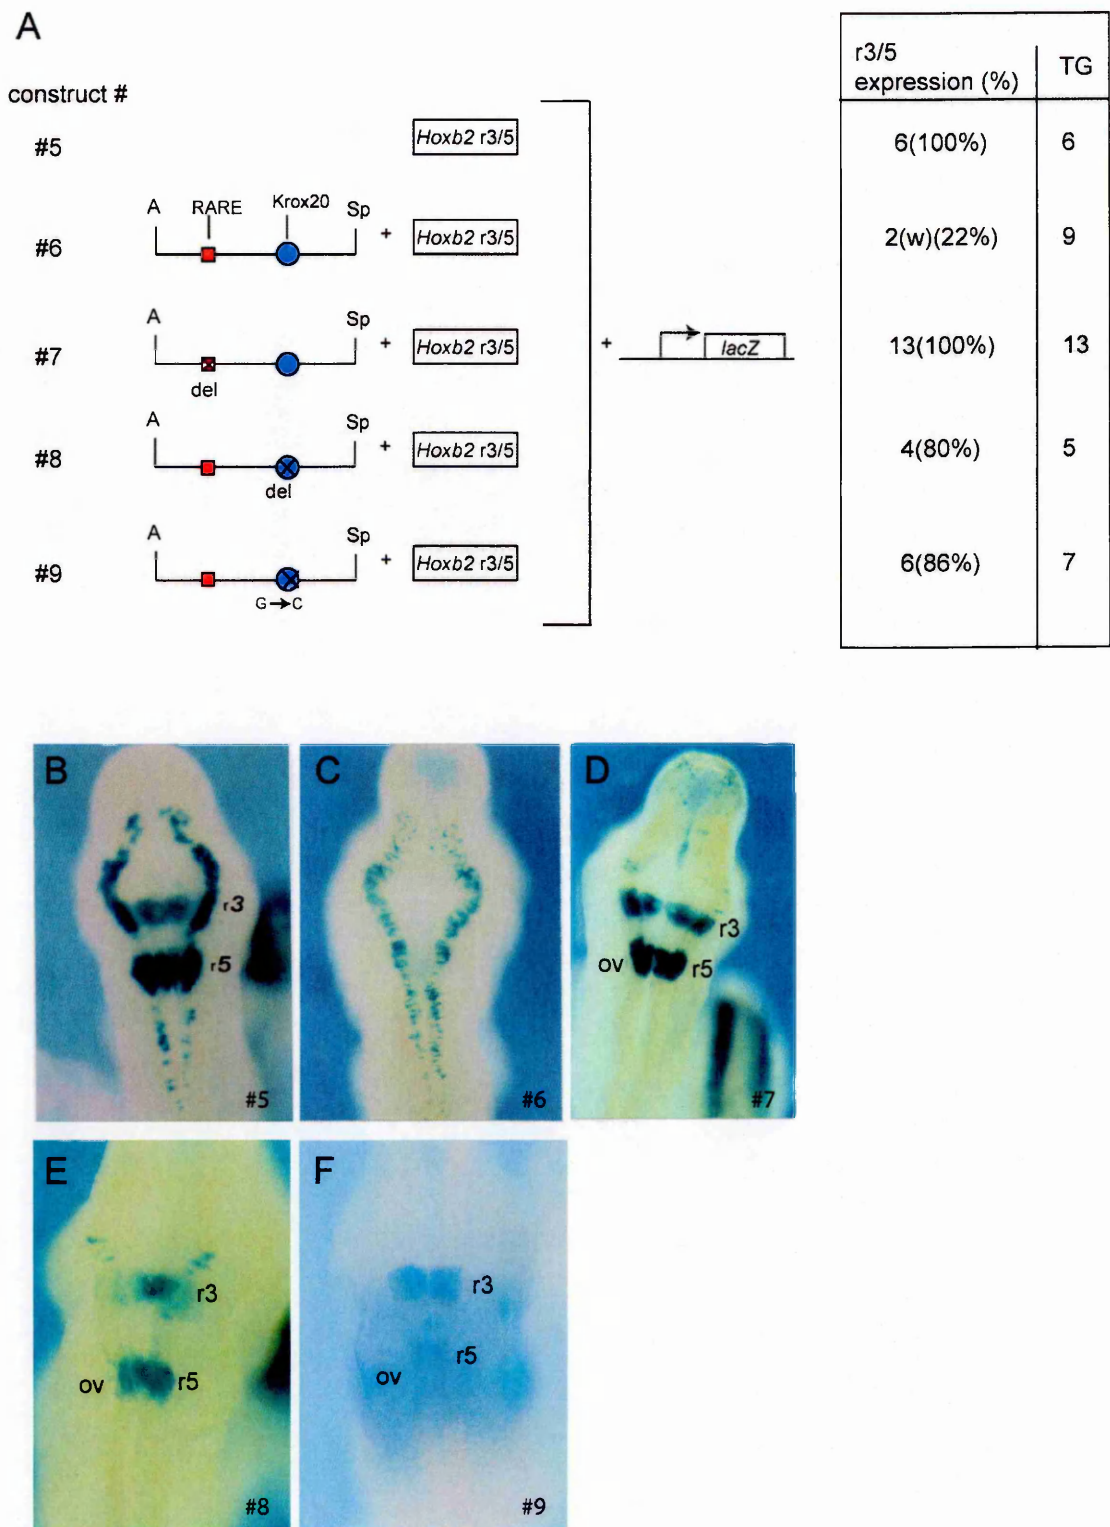 A
construct #
r3/5
expression (%)
TG
#5
Hoxb2 r3/5
6(100%)
6
#6
A
RARE
Krox20
Sp
+
Hoxb2 r3/5
2(w)(22%)
9
#7
A
del
Sp
+
Hoxb2 r3/5
+
lacZ
13(100%)
13
#8
A
del
Sp
+
Hoxb2 r3/5
4(80%)
5
#9
A
G→C
Sp
+
Hoxb2 r3/5
6(86%)
7
B
r3
r5
#5
C
#6
D
r3
ov
r5
#7
E
r3
ov
r5
#8
F
r3
r5
ov
#9